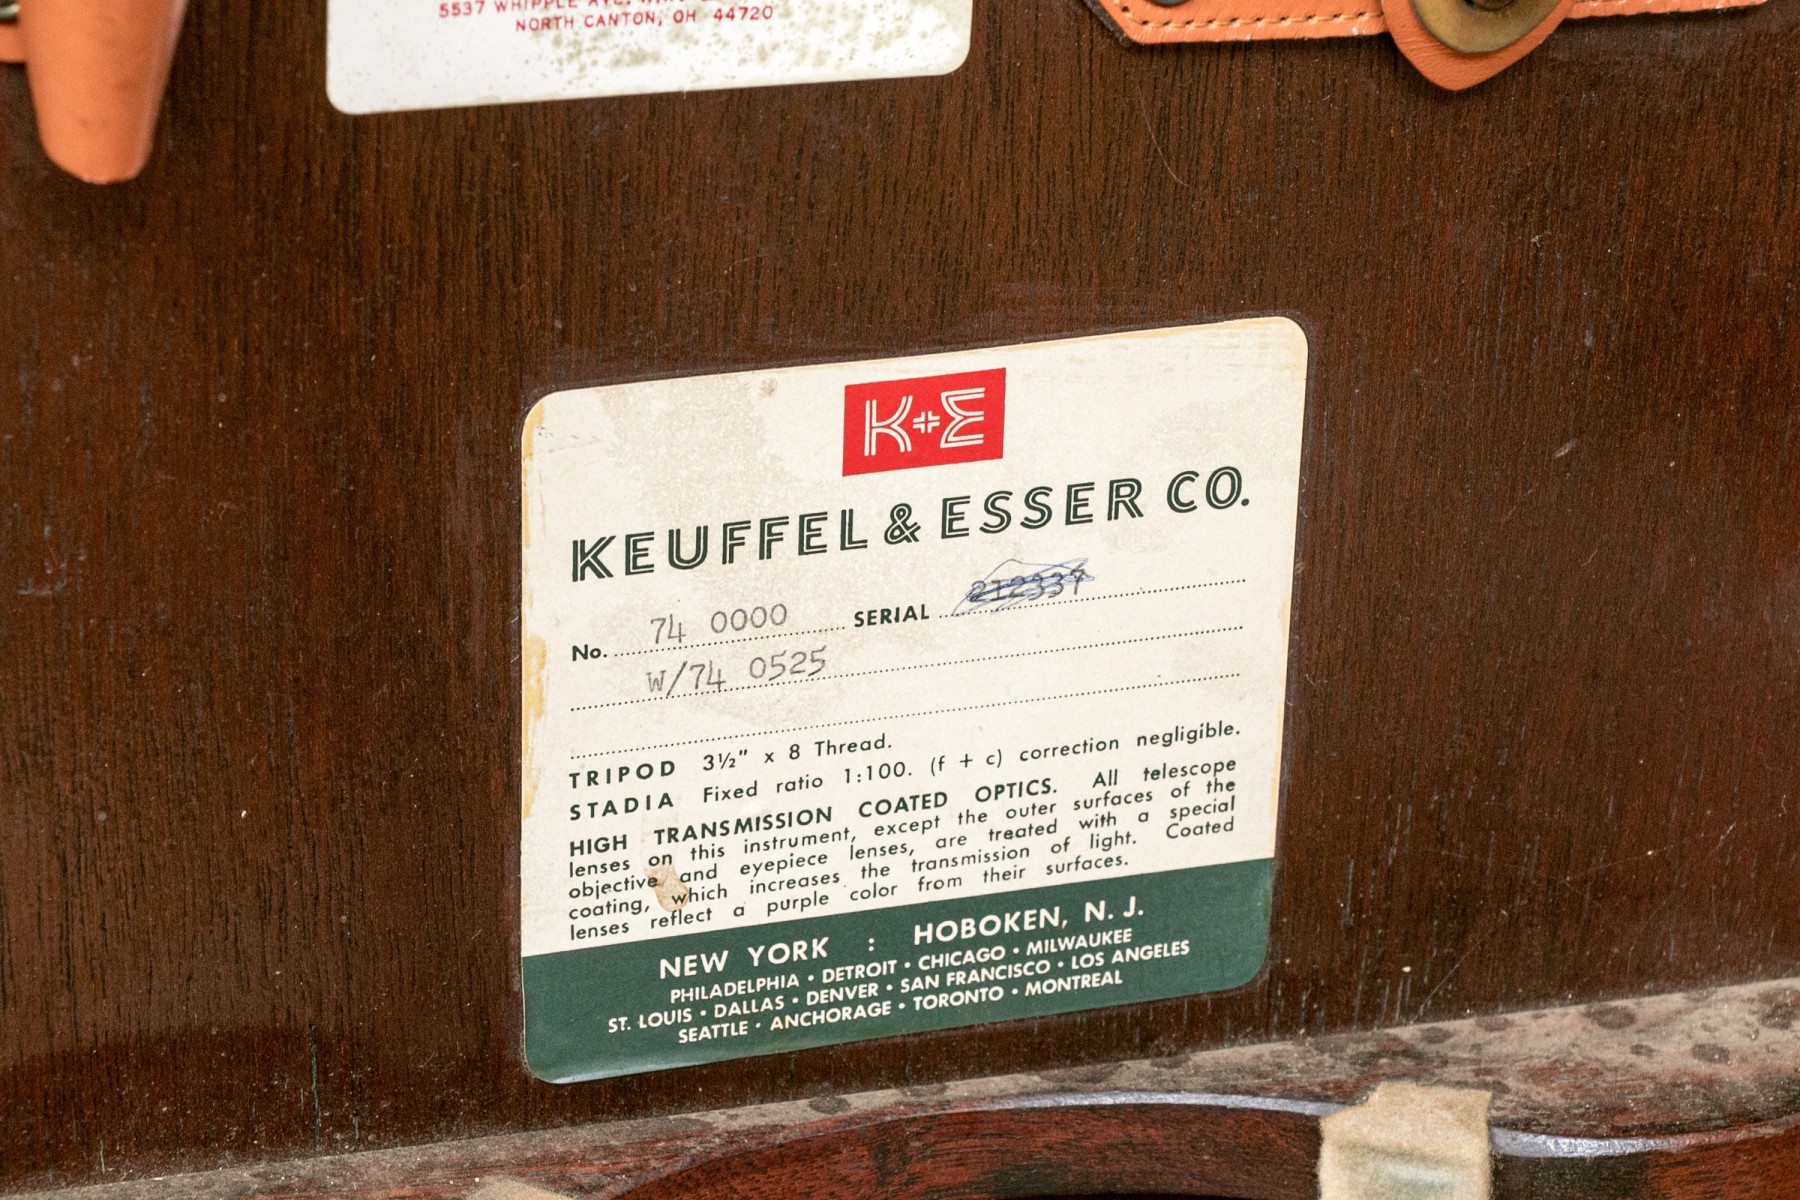 5537 WHIPPLE AVE.
NORTH CANTON, OH 44720
K+E
KEUFFEL & ESSER CO.
No. 74 0000 SERIAL 212337
W/74 0525
TRIPOD 3½" x 8 Thread.
STADIA Fixed ratio 1:100. (f + c) correction negligible.
HIGH TRANSMISSION COATED OPTICS. All telescope
lenses on this instrument, except the outer surfaces of the
objective and eyepiece lenses, are treated with a special
coating, which increases the transmission of light. Coated
lenses reflect a purple color from their surfaces.
NEW YORK : HOBOKEN, N. J.
PHILADELPHIA • DETROIT • CHICAGO • MILWAUKEE
ST. LOUIS • DALLAS • DENVER • SAN FRANCISCO • LOS ANGELES
SEATTLE • ANCHORAGE • TORONTO • MONTREAL